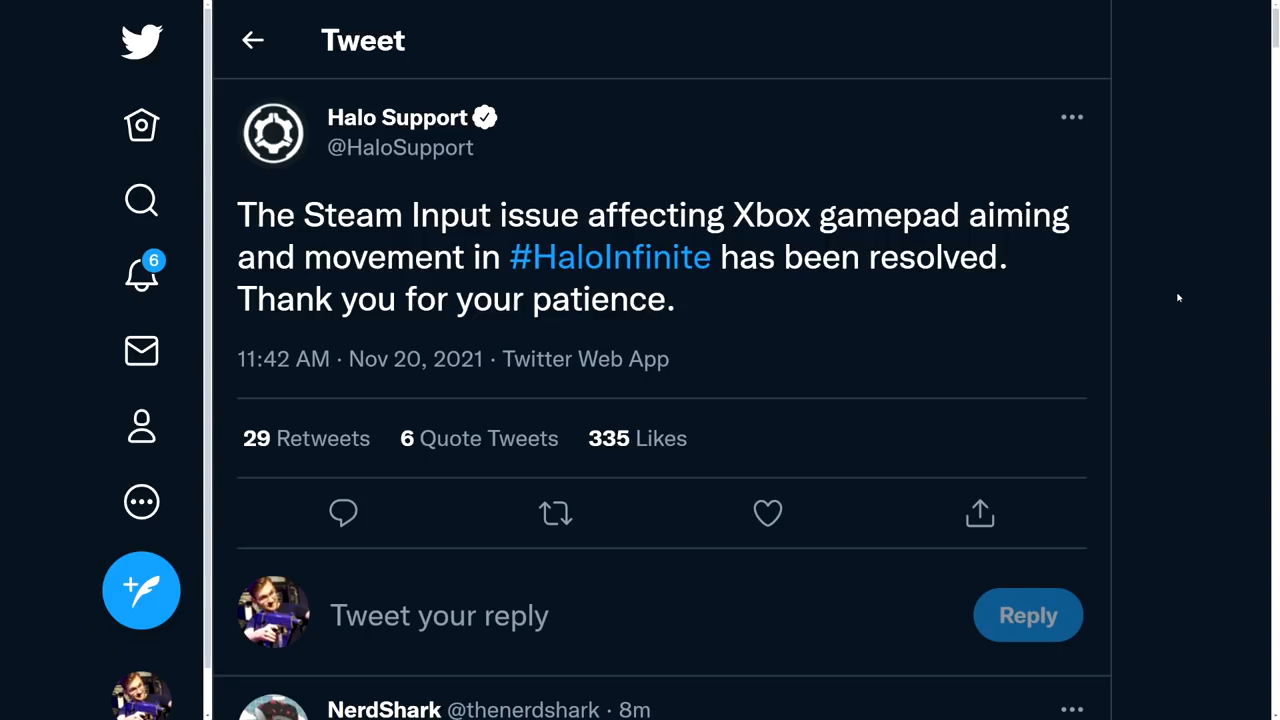 Tweet
Halo Support
@HaloSupport
The Steam Input issue affecting Xbox gamepad aiming
and movement in #HaloInfinite has been resolved.
Thank you for your patience.
11:42 AM · Nov 20, 2021 · Twitter Web App
29 Retweets 6 Quote Tweets 335 Likes
6
Tweet your reply
Reply
NerdShark @thenerdshark · 8m